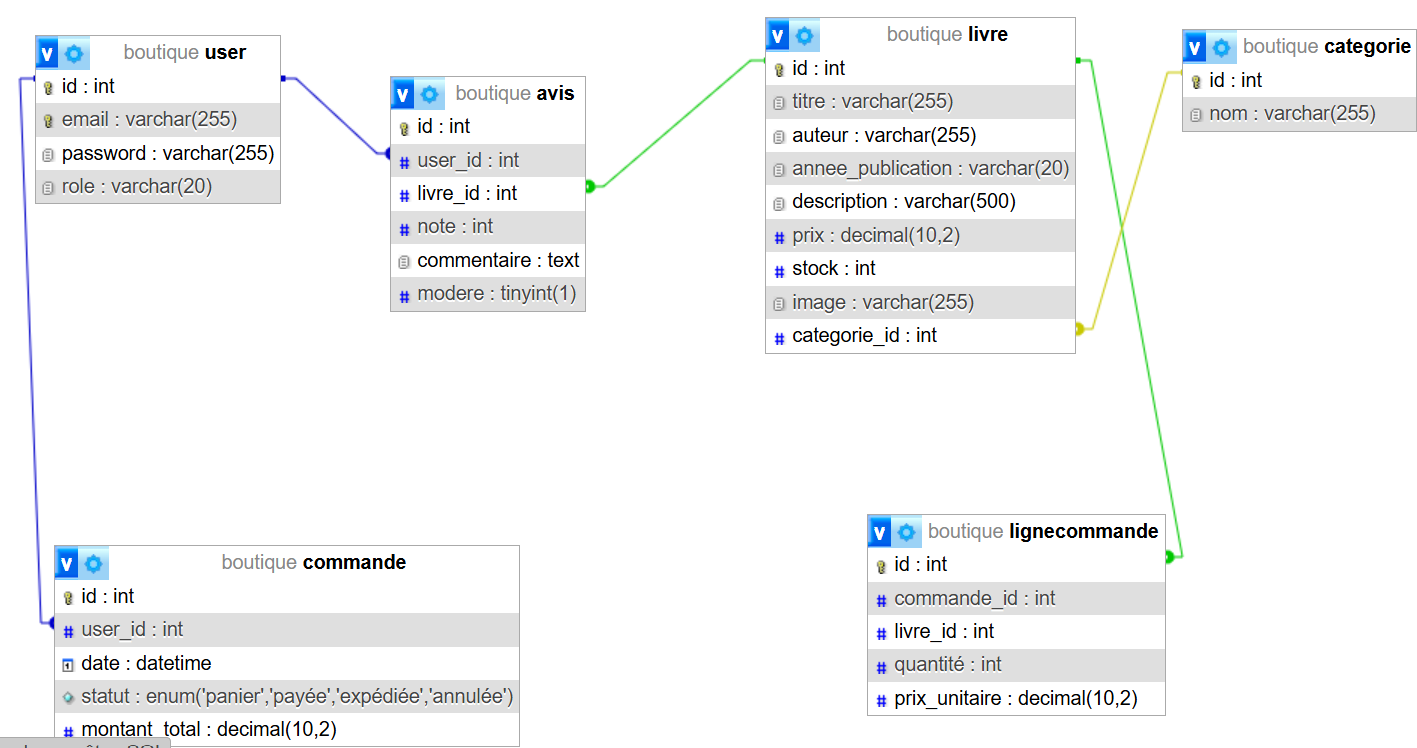 boutique user
id : int
email : varchar(255)
password : varchar(255)
role : varchar(20)
boutique avis
id : int
user_id : int
livre_id : int
note : int
commentaire : text
modere : tinyint(1)
boutique livre
id : int
titre : varchar(255)
auteur : varchar(255)
annee_publication : varchar(20)
description : varchar(500)
prix : decimal(10,2)
stock : int
image : varchar(255)
categorie_id : int
boutique categorie
id : int
nom : varchar(255)
boutique commande
id : int
user_id : int
date : datetime
statut : enum('panier','payée','expédiée','annulée')
montant_total : decimal(10,2)
boutique lignecommande
id : int
commande_id : int
livre_id : int
quantité : int
prix_unitaire : decimal(10,2)